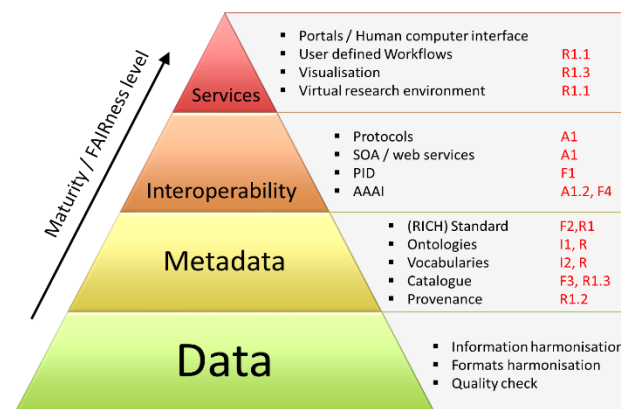 Maturity / FAIRness level
Services
▪ Portals / Human computer interface
▪ User defined Workflows R1.1
▪ Visualisation R1.3
▪ Virtual research environment R1.1
Interoperability
▪ Protocols A1
▪ SOA / web services A1
▪ PID F1
▪ AAAI A1.2, F4
Metadata
▪ (RICH) Standard F2,R1
▪ Ontologies I1, R
▪ Vocabularies I2, R
▪ Catalogue F3, R1.3
▪ Provenance R1.2
Data
▪ Information harmonisation
▪ Formats harmonisation
▪ Quality check